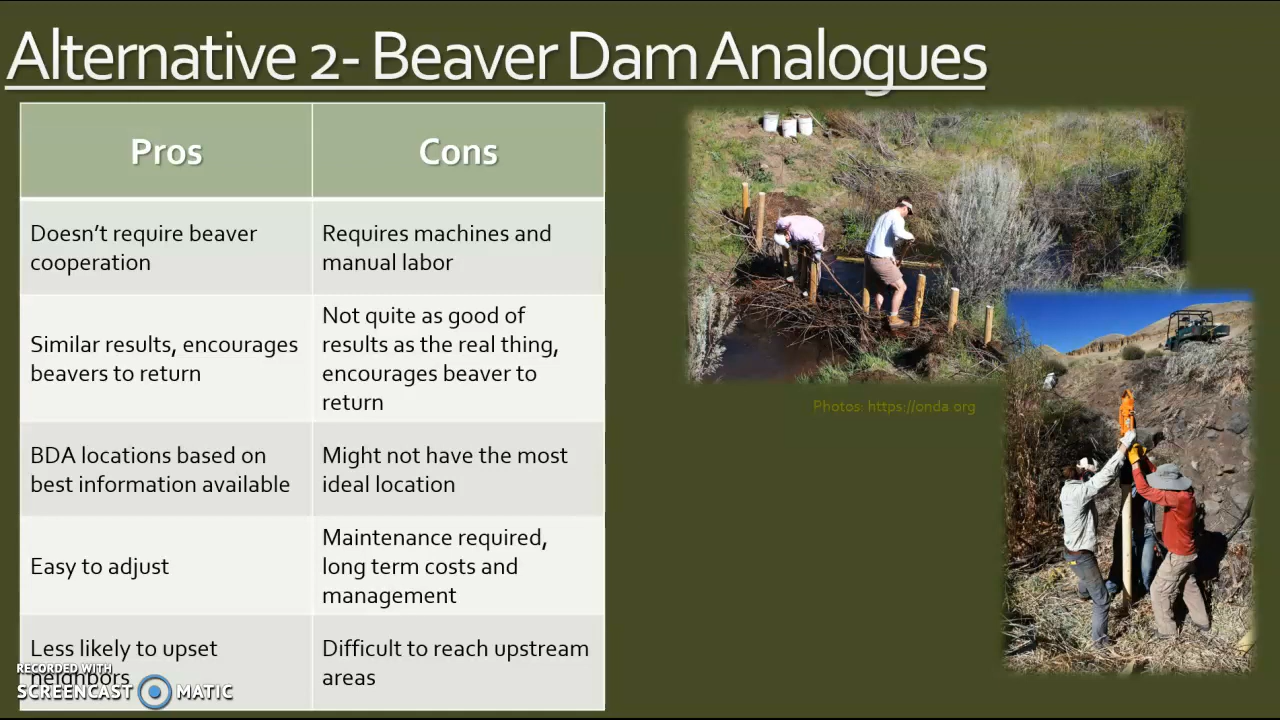 Alternative 2- Beaver Dam Analogues
Pros
Cons
Doesn't require beaver
cooperation
Requires machines and
manual labor
Similar results, encourages
beavers to return
Not quite as good of
results as the real thing,
encourages beaver to
return
BDA locations based on
best information available
Might not have the most
ideal location
Easy to adjust
Maintenance required,
long term costs and
management
Less likely to upset
neighbors
Difficult to reach upstream
areas
Photos: https://onda.org
RECORDED WITH
SCREENCAST MATIC